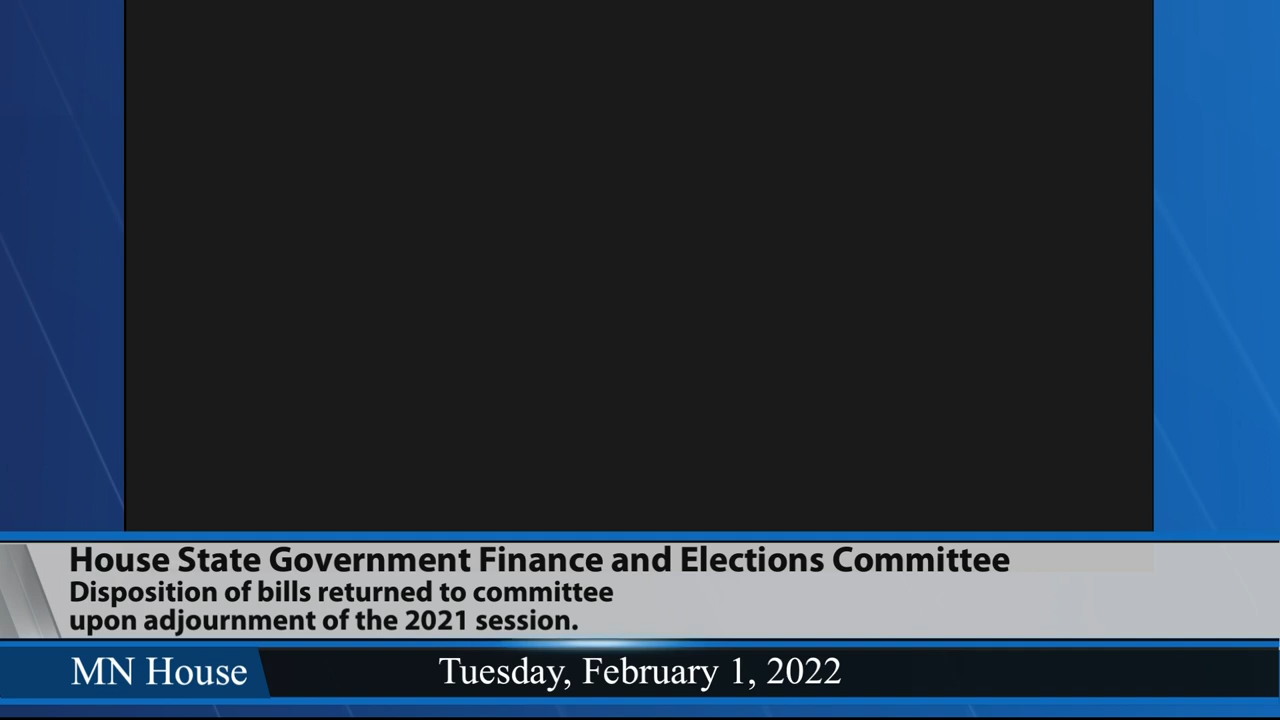 House State Government Finance and Elections Committee
Disposition of bills returned to committee
upon adjournment of the 2021 session.
MN House
Tuesday, February 1, 2022